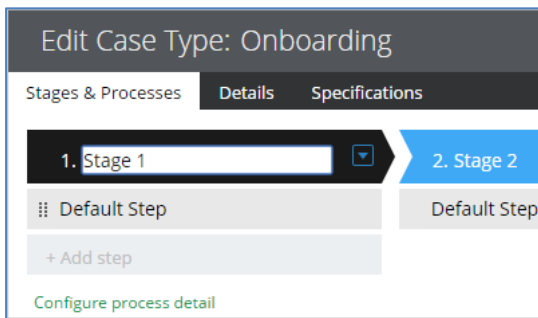 Edit Case Type: Onboarding
Stages & Processes Details Specifications
1. Stage 1 2. Stage 2
Default Step Default Step
+ Add step
Configure process detail